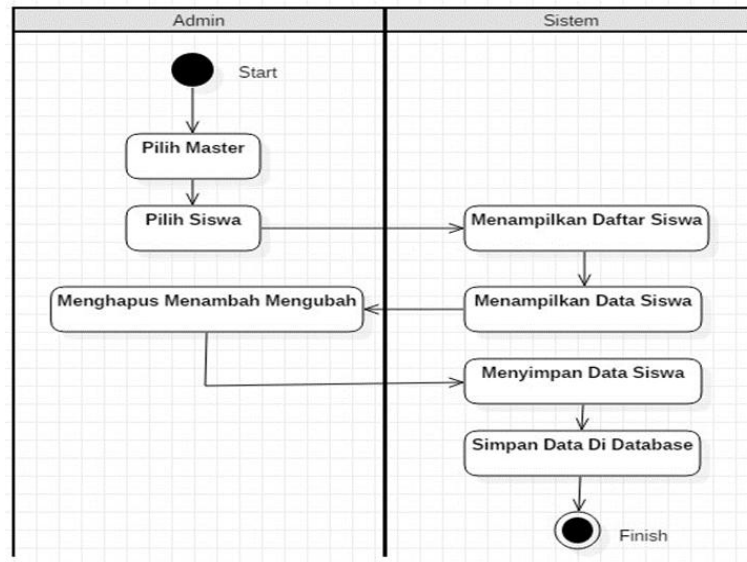 Admin
Sistem
Start
Pilih Master
Pilih Siswa
Menampilkan Daftar Siswa
Menghapus Menambah Mengubah
Menampilkan Data Siswa
Menyimpan Data Siswa
Simpan Data Di Database
Finish